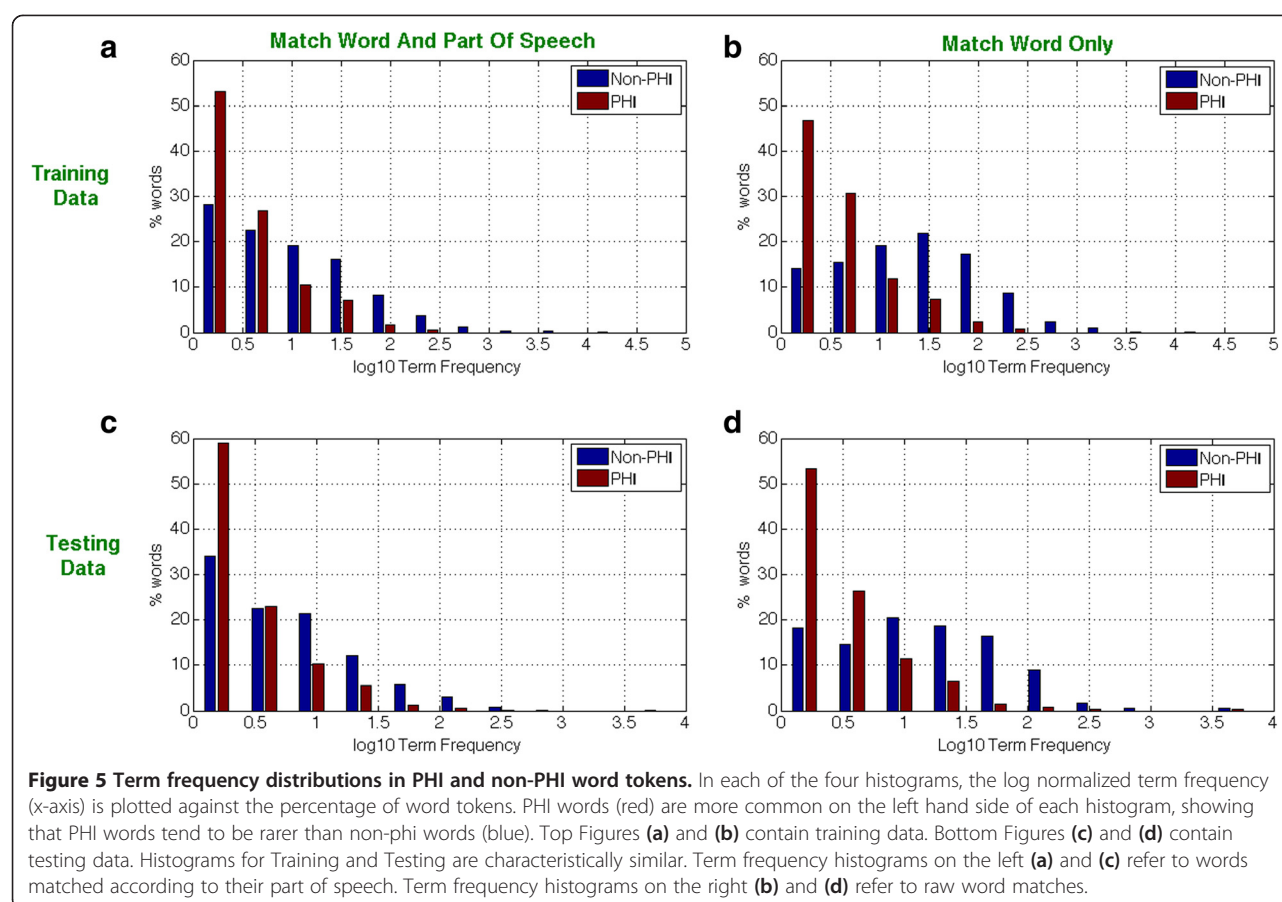 a
Match Word And Part Of Speech
b
Match Word Only
Training
Data
60
50
40
30
20
10
0
% words
Non-PHI
PHI
0 0.5 1 1.5 2 2.5 3 3.5 4 4.5 5
log10 Term Frequency
60
50
40
30
20
10
0
% words
Non-PHI
PHI
0 0.5 1 1.5 2 2.5 3 3.5 4 4.5 5
log10 Term Frequency
c
d
Testing
Data
60
50
40
30
20
10
0
% words
Non-PHI
PHI
0 0.5 1 1.5 2 2.5 3 3.5 4
log10 Term Frequency
60
50
40
30
20
10
0
% words
Non-PHI
PHI
0 0.5 1 1.5 2 2.5 3 3.5 4
Log10 Term Frequency
Figure 5 Term frequency distributions in PHI and non-PHI word tokens. In each of the four histograms, the log normalized term frequency
(x-axis) is plotted against the percentage of word tokens. PHI words (red) are more common on the left hand side of each histogram, showing
that PHI words tend to be rarer than non-phi words (blue). Top Figures (a) and (b) contain training data. Bottom Figures (c) and (d) contain
testing data. Histograms for Training and Testing are characteristically similar. Term frequency histograms on the left (a) and (c) refer to words
matched according to their part of speech. Term frequency histograms on the right (b) and (d) refer to raw word matches.